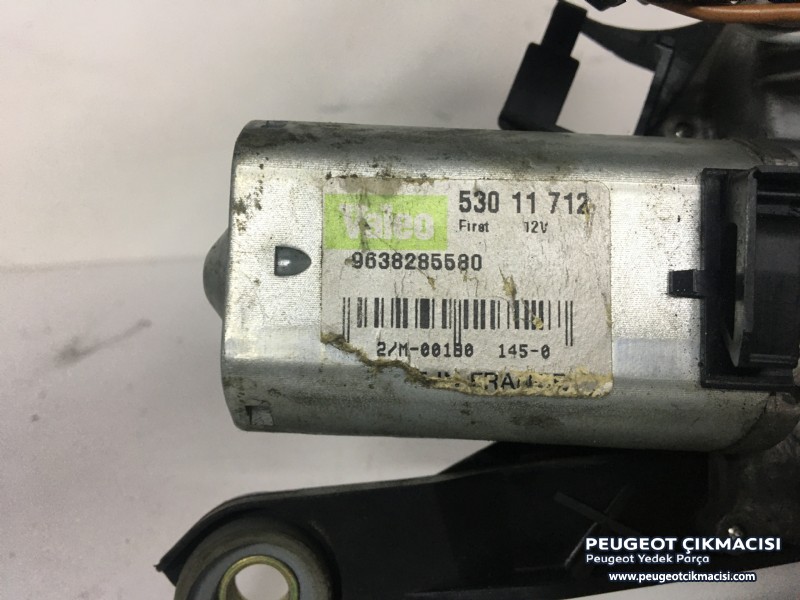 Valeo 530 11 712
First 12V
9638285580
2/M-00180 145-0
FRAN
PEUGEOT ÇIKMACISI
Peugeot Yedek Parça
www.peugeotcikmacisi.com